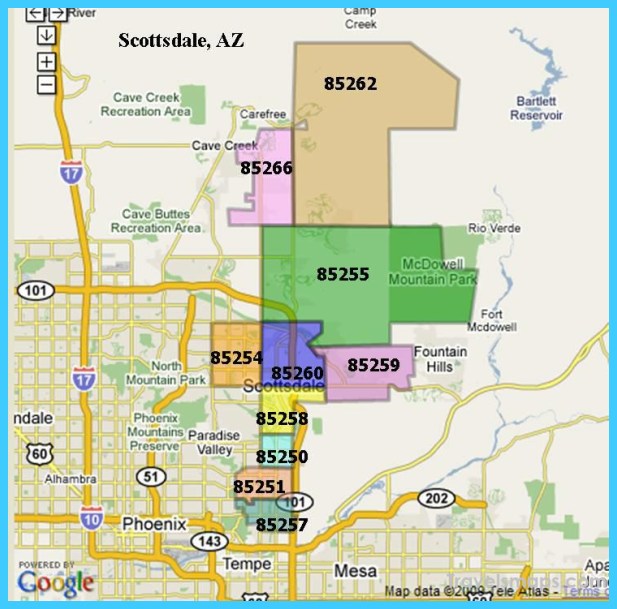 River
Camp
Creek
Scottsdale, AZ
85262
Bartlett
Reservoir
Cave Creek
Recreation Area
Carefree
Cave Creek
85266
17
Cave Buttes
Recreation Area
Rio Verde
85255
McDowell
Mountain Park
101
Fort
Mcdowell
85254
85260
85259
Fountain
Hills
North
Mountain Park
17
Scottsdale
ndale
Phoenix
Mountains
Preserve
85258
Paradise
Valley
60
85250
Alhambra
51
85251
101
202
10
Phoenix
85257
143
Tempe
Mesa
POWERED BY
Google
Map data ©2009 Tele Atlas - Terms o